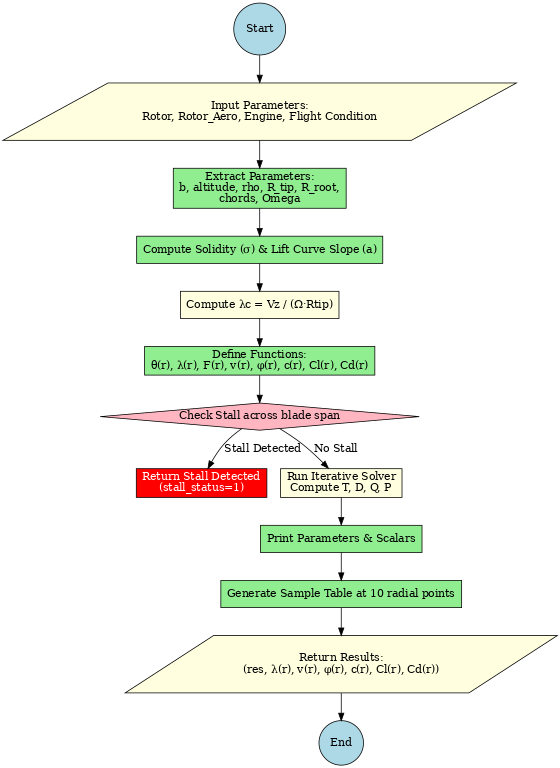 Start
Input Parameters:
Rotor, Rotor_Aero, Engine, Flight Condition
Extract Parameters:
b, altitude, rho, R_tip, R_root,
chords, Omega
Compute Solidity (σ) & Lift Curve Slope (a)
Compute λc = Vz / (Ω·Rtip)
Define Functions:
θ(r), λ(r), F(r), v(r), φ(r), c(r), Cl(r), Cd(r)
Check Stall across blade span
Stall Detected
No Stall
Return Stall Detected
(stall_status=1)
Run Iterative Solver
Compute T, D, Q, P
Print Parameters & Scalars
Generate Sample Table at 10 radial points
Return Results:
(res, λ(r), v(r), φ(r), c(r), Cl(r), Cd(r))
End